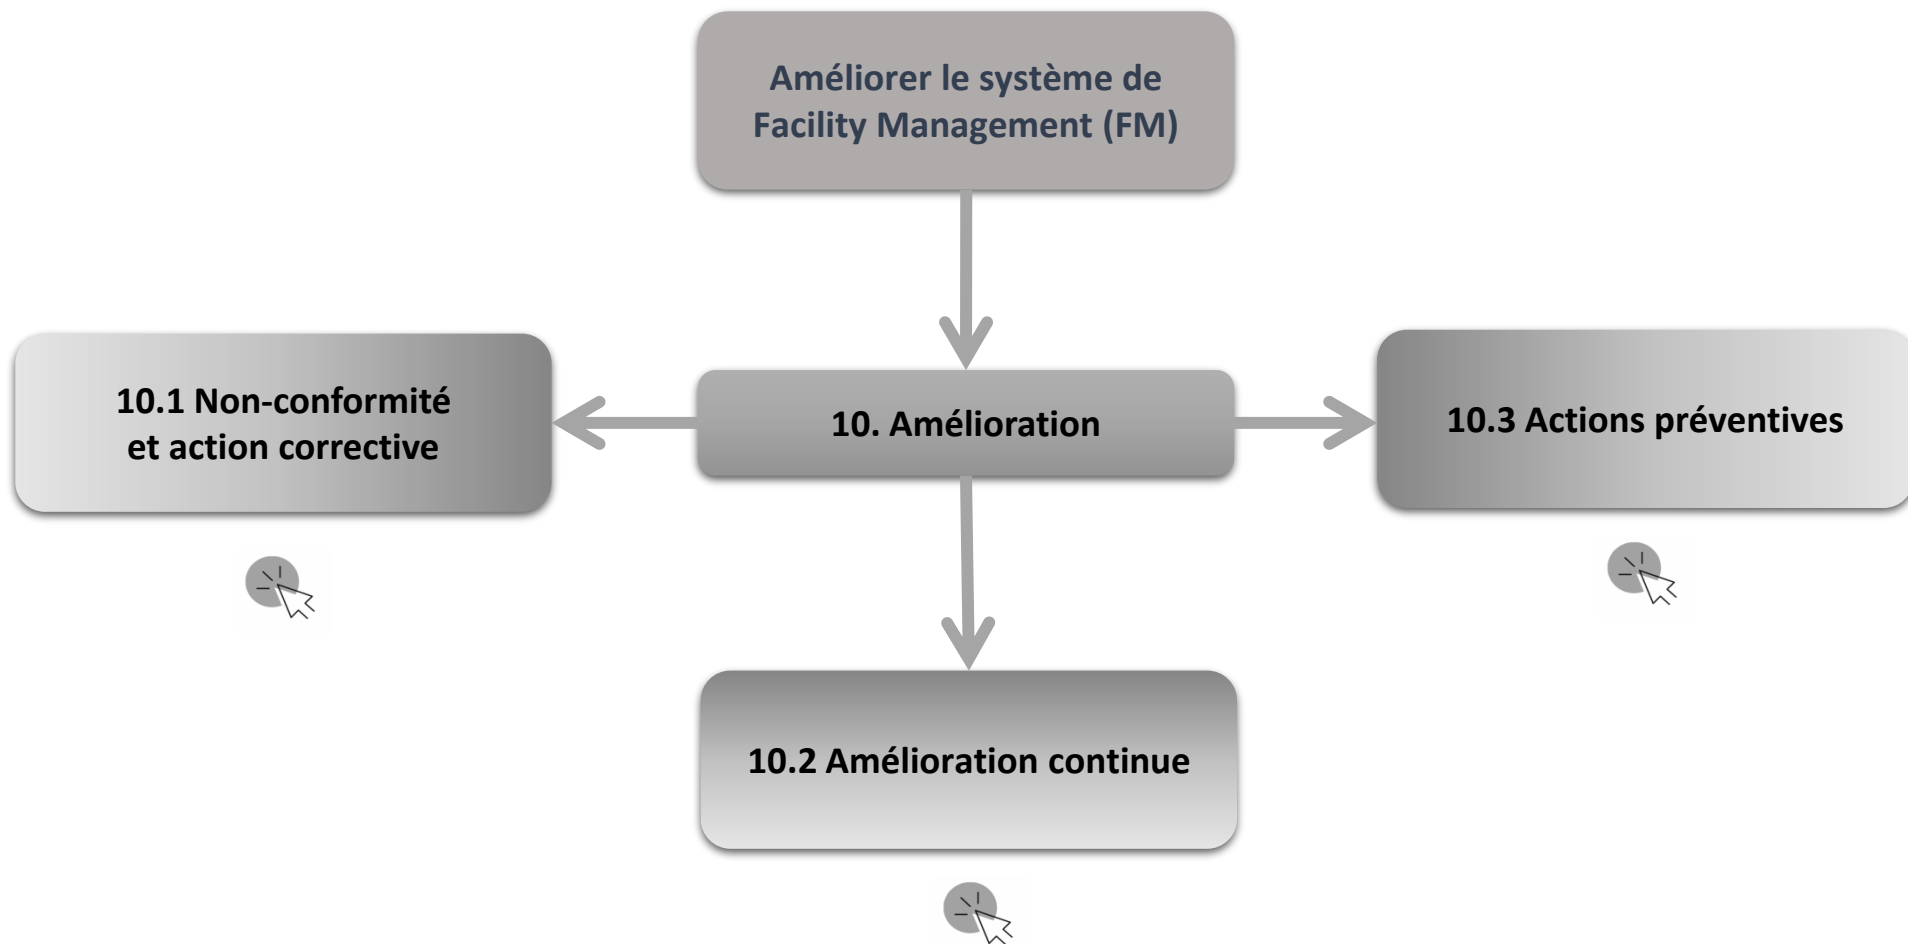 Améliorer le système de
Facility Management (FM)
10.1 Non-conformité
et action corrective
10. Amélioration
10.3 Actions préventives
10.2 Amélioration continue